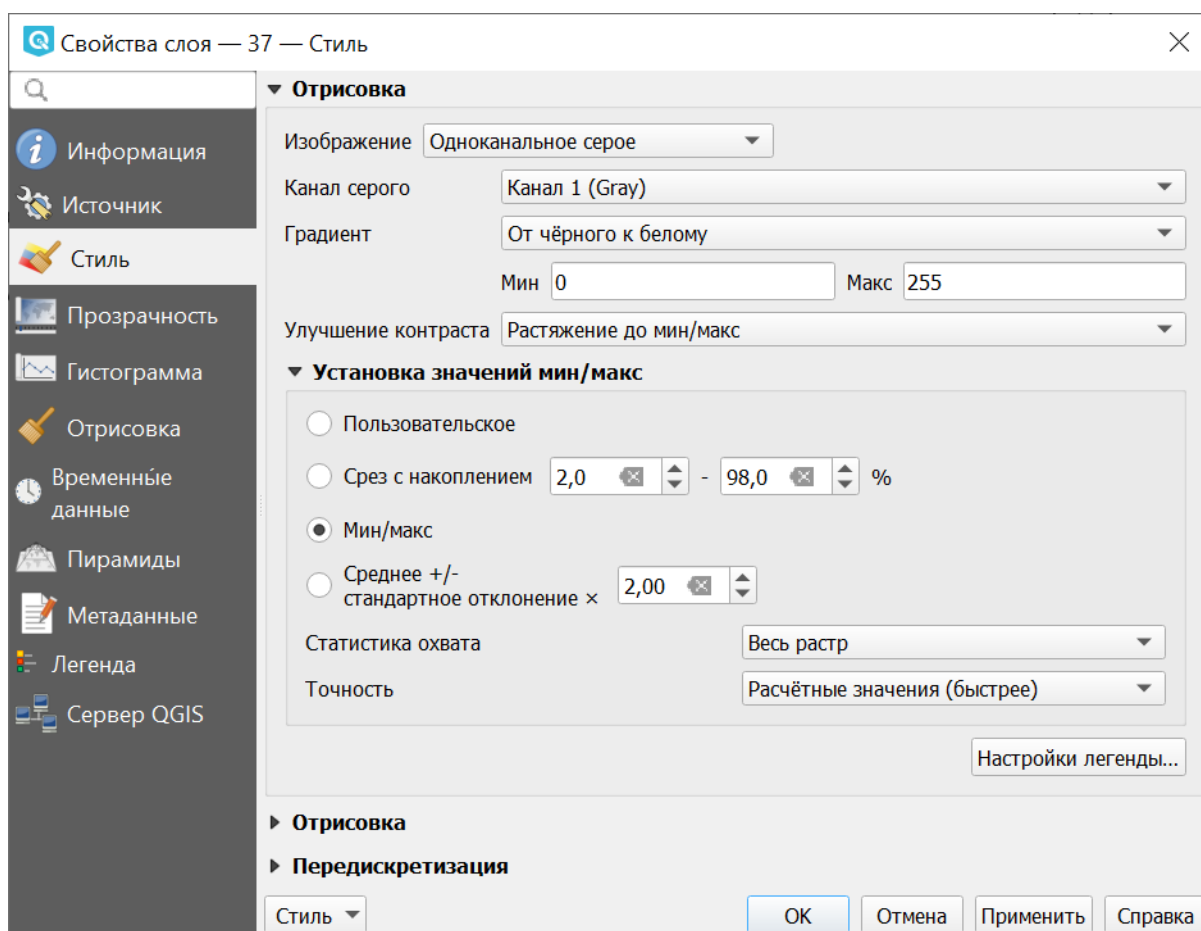 Свойства слоя — 37 — Стиль
Информация
Источник
Стиль
Прозрачность
Гистограмма
Отрисовка
Временны́е
данные
Пирамиды
Метаданные
Легенда
Сервер QGIS
Отрисовка
Изображение Одноканальное серое
Канал серого Канал 1 (Gray)
Градиент От чёрного к белому
Мин 0 Макс 255
Улучшение контраста Растяжение до мин/макс
Установка значений мин/макс
Пользовательское
Срез с накоплением 2,0 - 98,0 %
Мин/макс
Среднее +/-
стандартное отклонение × 2,00
Статистика охвата Весь растр
Точность Расчётные значения (быстрее)
Настройки легенды...
Отрисовка
Передискретизация
Стиль OK Отмена Применить Справка